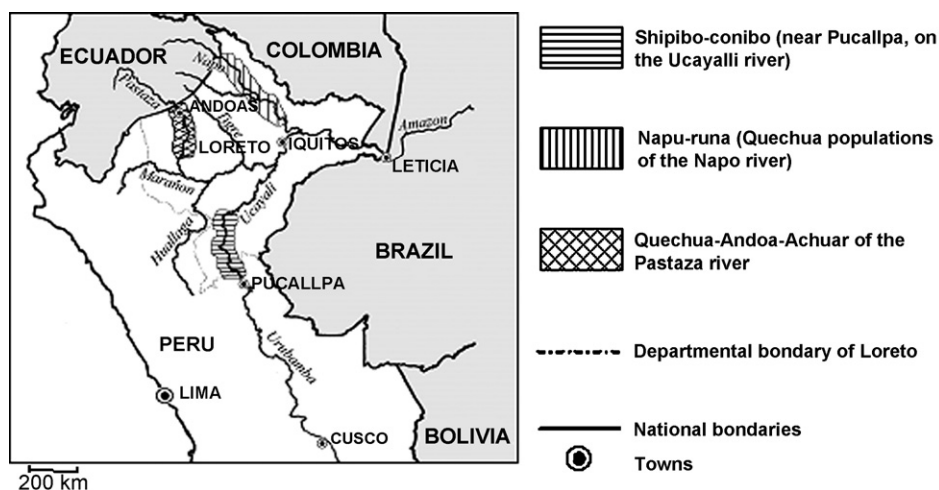 ECUADOR
COLOMBIA
Napo
Pastaza
ANDOAS
Tigre
LORETO
IQUITOS
Amazon
LETICIA
Marañon
Ucayali
Huallaga
BRAZIL
PUCALLPA
PERU
Urubamba
LIMA
CUSCO
BOLIVIA
200 km
Shipibo-conibo (near Pucallpa, on
the Ucayalli river)
Napu-runa (Quechua populations
of the Napo river)
Quechua-Andoa-Achuar of the
Pastaza river
Departmental bondary of Loreto
National bondaries
Towns